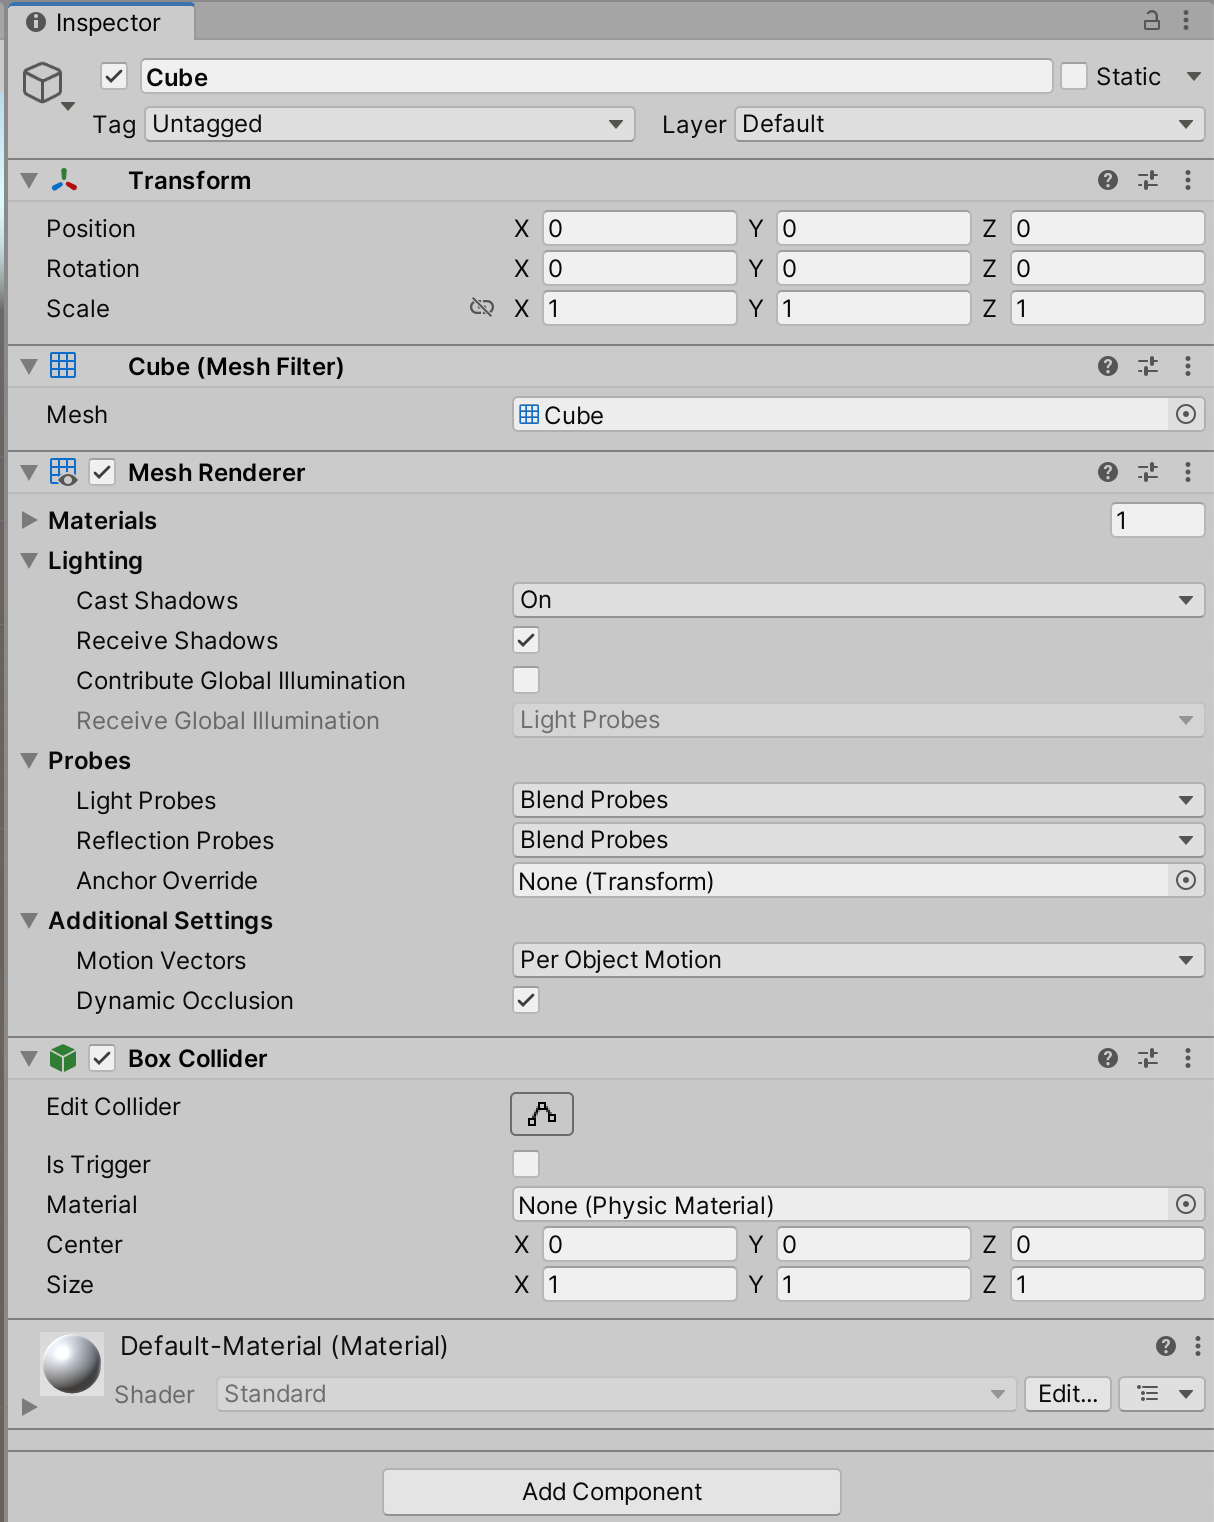 Inspector
Cube Static
Tag Untagged Layer Default
Transform
Position X 0 Y 0 Z 0
Rotation X 0 Y 0 Z 0
Scale X 1 Y 1 Z 1
Cube (Mesh Filter)
Mesh Cube
Mesh Renderer
Materials 1
Lighting
Cast Shadows On
Receive Shadows
Contribute Global Illumination
Receive Global Illumination Light Probes
Probes
Light Probes Blend Probes
Reflection Probes Blend Probes
Anchor Override None (Transform)
Additional Settings
Motion Vectors Per Object Motion
Dynamic Occlusion
Box Collider
Edit Collider
Is Trigger
Material None (Physic Material)
Center X 0 Y 0 Z 0
Size X 1 Y 1 Z 1
Default-Material (Material)
Shader Standard Edit...
Add Component